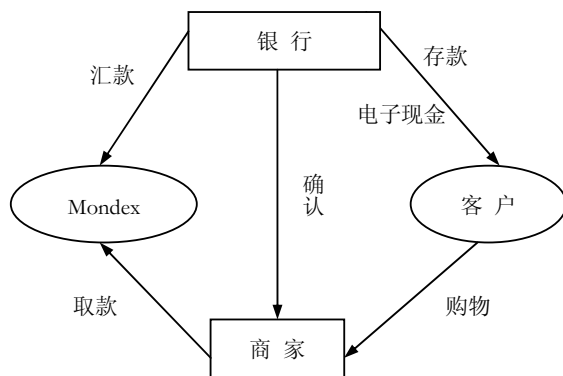 银 行
汇款
存款
电子现金
Mondex
确
认
客 户
取款
购物
商 家